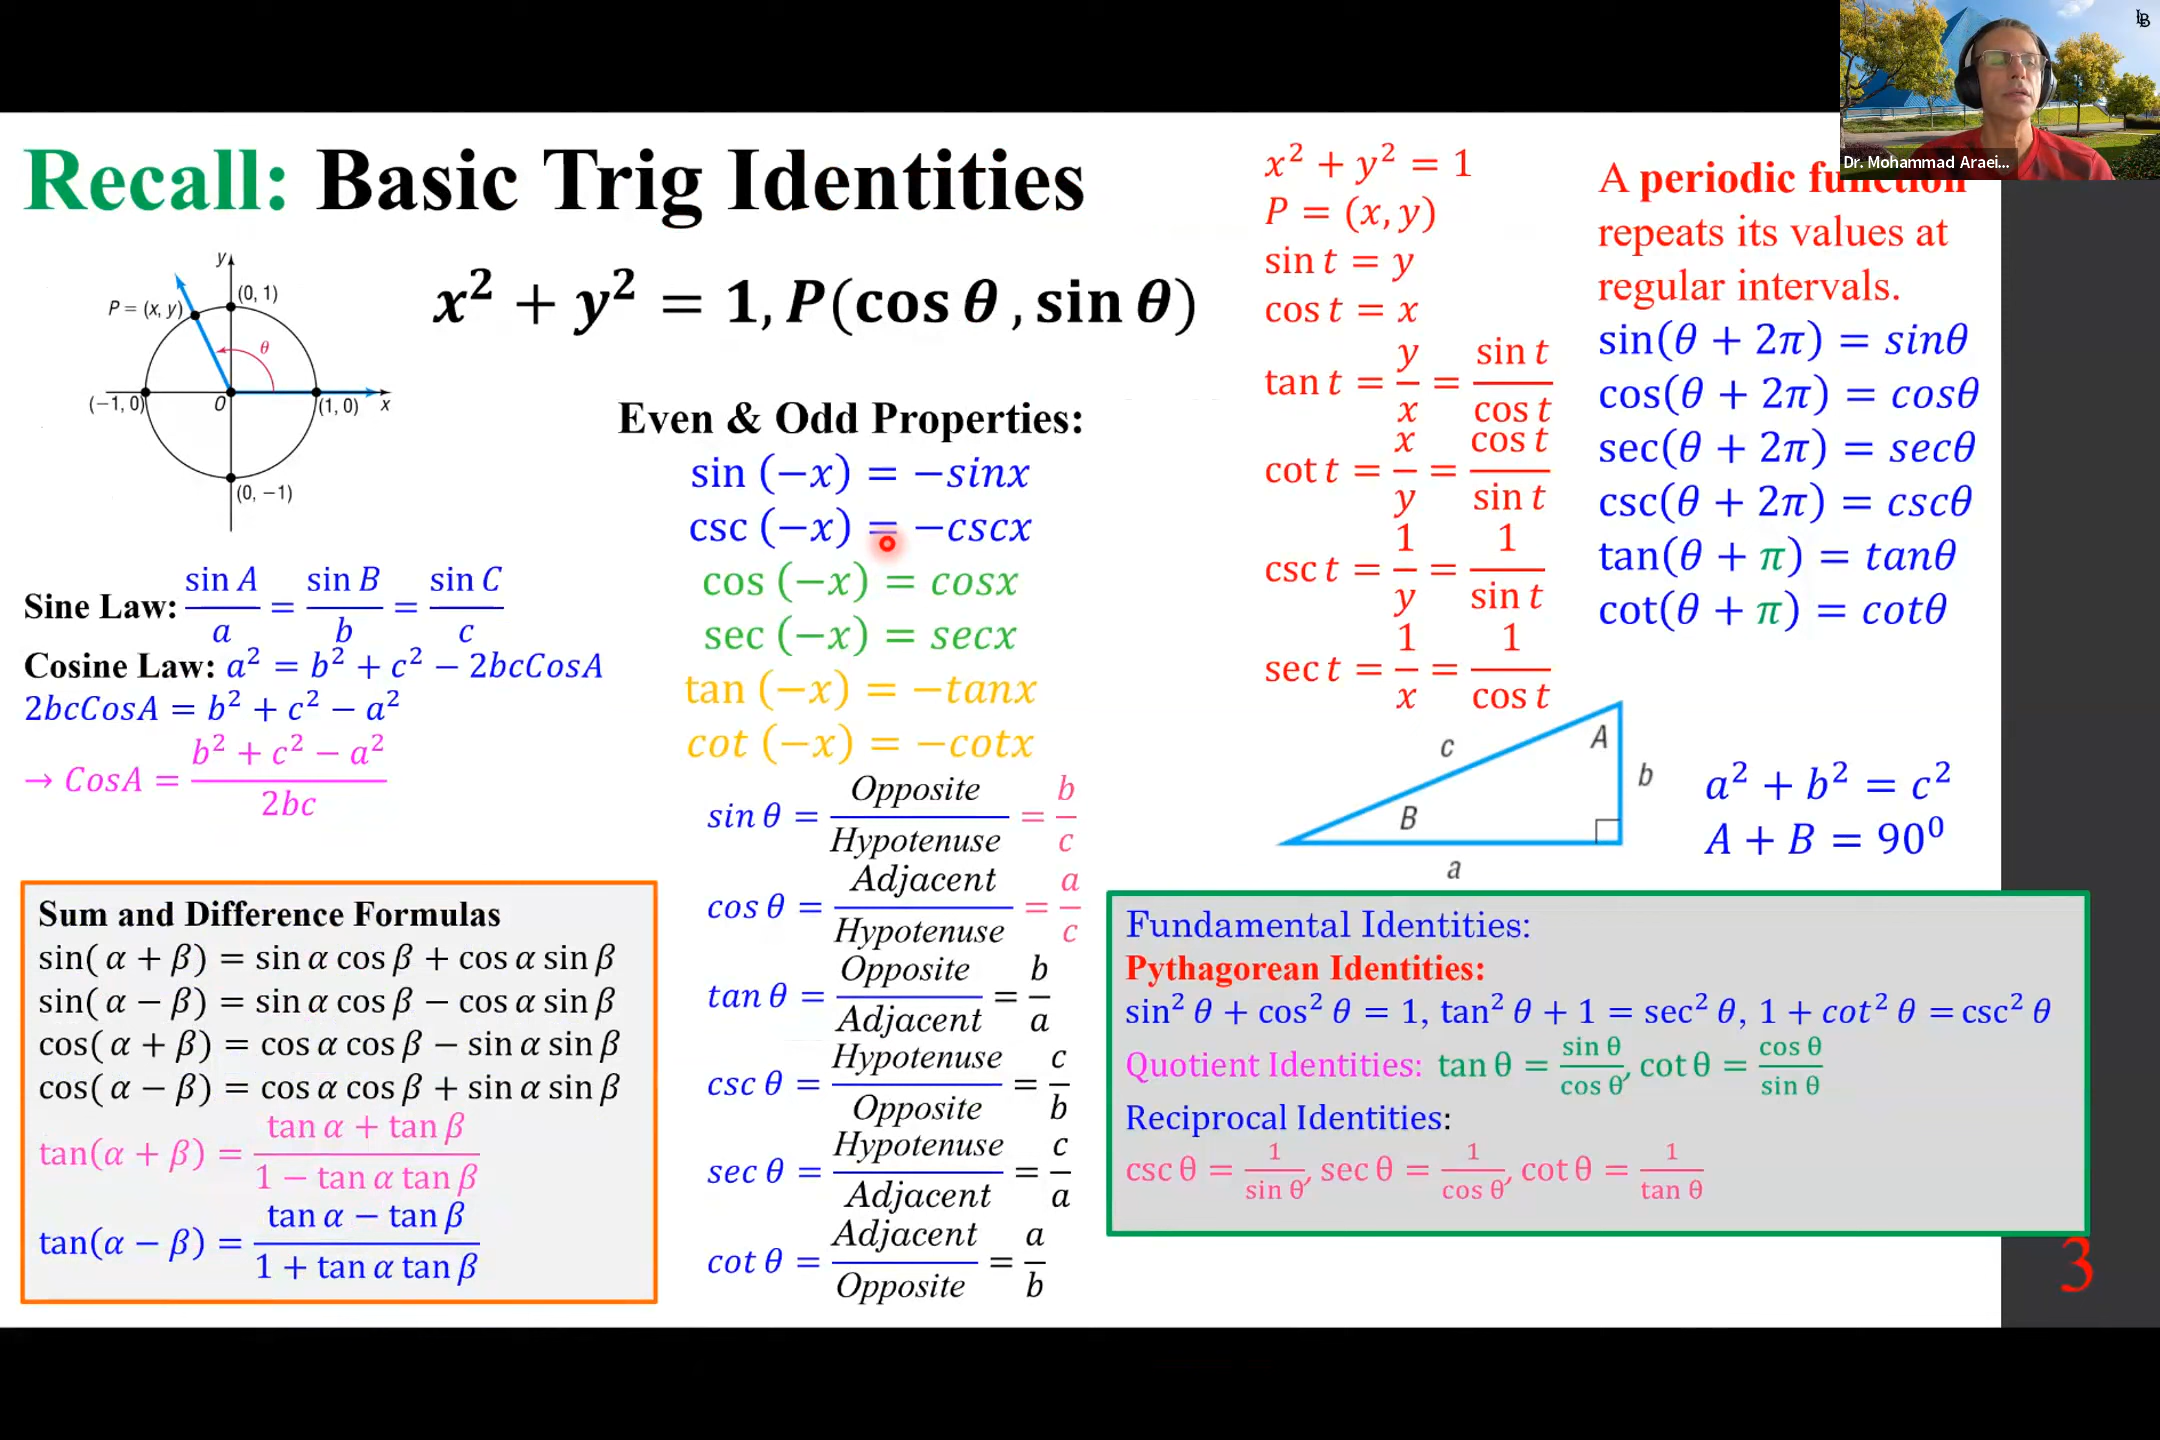 Recall: Basic Trig Identities
y
P = (x, y)
(0, 1)
θ
(−1, 0)
O
(1, 0)
x
(0, −1)
x² + y² = 1, P(cos θ , sin θ)
Sine Law: sin A / a = sin B / b = sin C / c
Cosine Law: a² = b² + c² − 2bcCosA
2bcCosA = b² + c² − a²
→ CosA = (b² + c² − a²) / 2bc
Sum and Difference Formulas
sin( α + β) = sin α cos β + cos α sin β
sin( α − β) = sin α cos β − cos α sin β
cos( α + β) = cos α cos β − sin α sin β
cos( α − β) = cos α cos β + sin α sin β
tan(α + β) = (tan α + tan β) / (1 − tan α tan β)
tan(α − β) = (tan α − tan β) / (1 + tan α tan β)
Even & Odd Properties:
sin (−x) = −sinx
csc (−x) = −cscx
cos (−x) = cosx
sec (−x) = secx
tan (−x) = −tanx
cot (−x) = −cotx
sin θ = Opposite / Hypotenuse = b / c
cos θ = Adjacent / Hypotenuse = a / c
tan θ = Opposite / Adjacent = b / a
csc θ = Hypotenuse / Opposite = c / b
sec θ = Hypotenuse / Adjacent = c / a
cot θ = Adjacent / Opposite = a / b
x² + y² = 1
P = (x, y)
sin t = y
cos t = x
tan t = y / x = sin t / cos t
cot t = x / y = cos t / sin t
csc t = 1 / y = 1 / sin t
sec t = 1 / x = 1 / cos t
A periodic function
repeats its values at
regular intervals.
sin(θ + 2π) = sinθ
cos(θ + 2π) = cosθ
sec(θ + 2π) = secθ
csc(θ + 2π) = cscθ
tan(θ + π) = tanθ
cot(θ + π) = cotθ
c
A
b
B
a
a² + b² = c²
A + B = 90⁰
Fundamental Identities:
Pythagorean Identities:
sin² θ + cos² θ = 1, tan² θ + 1 = sec² θ, 1 + cot² θ = csc² θ
Quotient Identities: tan θ = sin θ / cos θ, cot θ = cos θ / sin θ
Reciprocal Identities:
csc θ = 1 / sin θ, sec θ = 1 / cos θ, cot θ = 1 / tan θ
3
Dr. Mohammad Araei...
LB